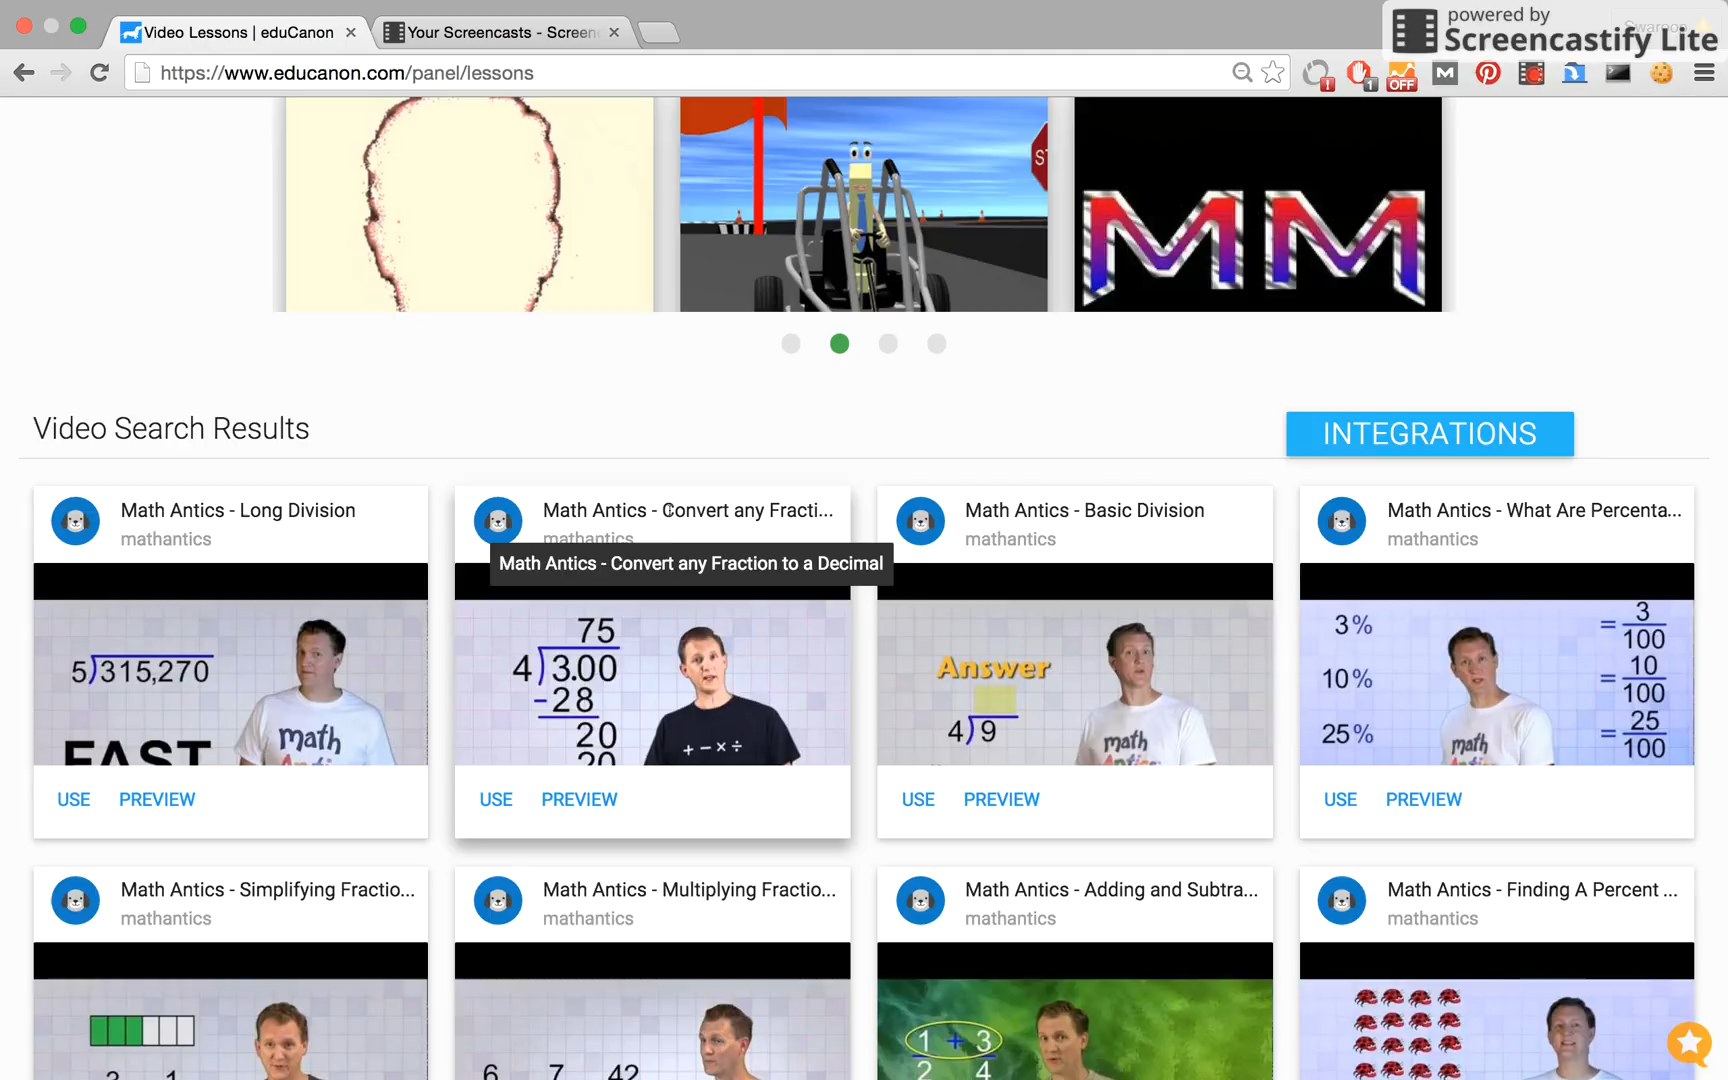 Video Lessons | eduCanon
Your Screencasts - Screen
powered by
Screencastify Lite
https://www.educanon.com/panel/lessons
!
1
OFF
M
ST
MM
Video Search Results
INTEGRATIONS
Math Antics - Long Division
mathantics
Math Antics - Convert any Fracti...
mathantics
Math Antics - Convert any Fraction to a Decimal
Math Antics - Basic Division
mathantics
Math Antics - What Are Percenta...
mathantics
5)315,270
FAST
math
75
4)3.00
-28
20
20
+ − × ÷
Answer
4)9
math
3% = 3/100
10% = 10/100
25% = 25/100
math
USE PREVIEW
USE PREVIEW
USE PREVIEW
USE PREVIEW
Math Antics - Simplifying Fractio...
mathantics
Math Antics - Multiplying Fractio...
mathantics
Math Antics - Adding and Subtra...
mathantics
Math Antics - Finding A Percent ...
mathantics
6 7 42
1 + 3
2 4